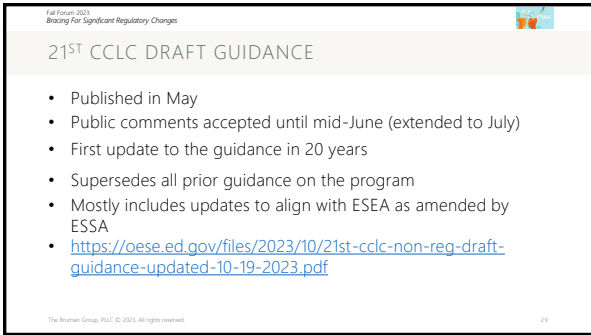 Fall Forum 2023
Bracing For Significant Regulatory Changes
21ST CCLC DRAFT GUIDANCE
• Published in May
• Public comments accepted until mid-June (extended to July)
• First update to the guidance in 20 years
• Supersedes all prior guidance on the program
• Mostly includes updates to align with ESEA as amended by
ESSA
• https://oese.ed.gov/files/2023/10/21st-cclc-non-reg-draft-
guidance-updated-10-19-2023.pdf
The Bruman Group, PLLC © 2023. All rights reserved.
29